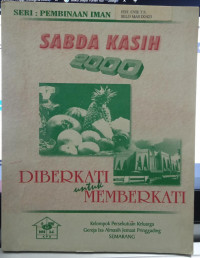 SERI : PEMBINAAN IMAN
SABDA KASIH
2000
DIBERKATI
untuk
MEMBERKATI
Kelompok Persekutuan Keluarga
Gereja Isa Almasih Jemaat Pringgading
SEMARANG